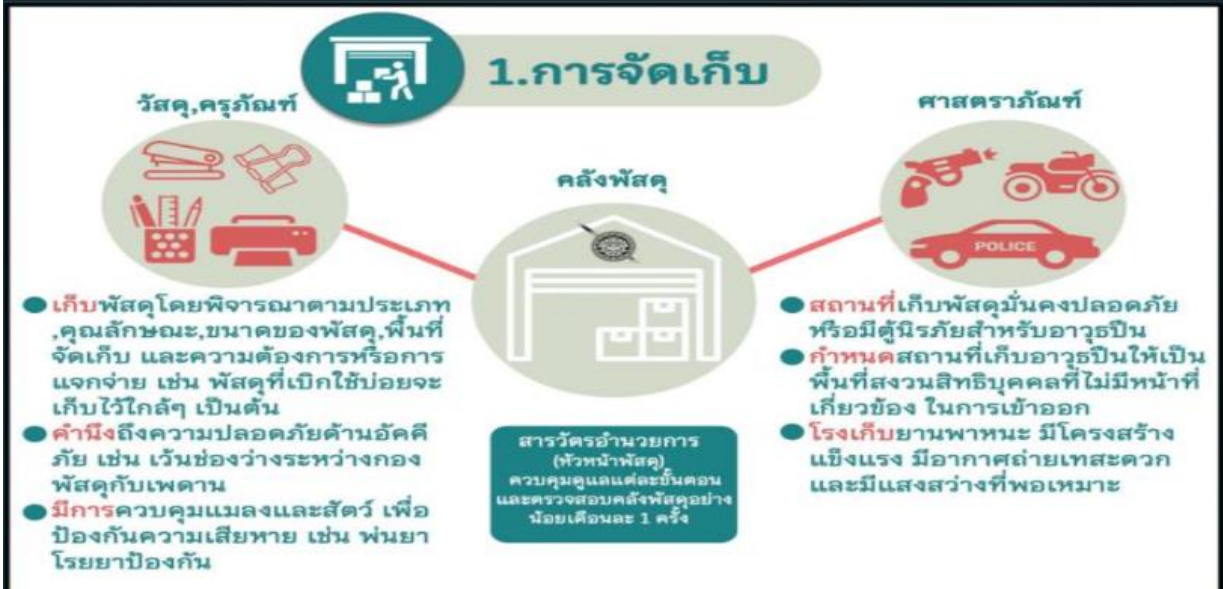 1.การจัดเก็บ
วัสดุ,ครุภัณฑ์
เก็บพัสดุโดยพิจารณาตามประเภท
,คุณลักษณะ,ขนาดของพัสดุ,พื้นที่
จัดเก็บ และความต้องการหรือการ
แจกจ่าย เช่น พัสดุที่เบิกใช้บ่อยจะ
เก็บไว้ใกล้ๆ เป็นต้น
คำนึงถึงความปลอดภัยด้านอัคคี
ภัย เช่น เว้นช่องว่างระหว่างกอง
พัสดุกับเพดาน
มีการควบคุมแมลงและสัตว์ เพื่อ
ป้องกันความเสียหาย เช่น พ่นยา
โรยยาป้องกัน
คลังพัสดุ
สารวัตรอำนวยการ
(หัวหน้าพัสดุ)
ควบคุมดูแลแต่ละขั้นตอน
และตรวจสอบคลังพัสดุอย่าง
น้อยเดือนละ 1 ครั้ง
ศาสตราภัณฑ์
POLICE
สถานที่เก็บพัสดุมั่นคงปลอดภัย
หรือมีตู้นิรภัยสำหรับอาวุธปืน
กำหนดสถานที่เก็บอาวุธปืนให้เป็น
พื้นที่สงวนสิทธิบุคคลที่ไม่มีหน้าที่
เกี่ยวข้อง ในการเข้าออก
โรงเก็บยานพาหนะ มีโครงสร้าง
แข็งแรง มีอากาศถ่ายเทสะดวก
และมีแสงสว่างที่พอเหมาะ